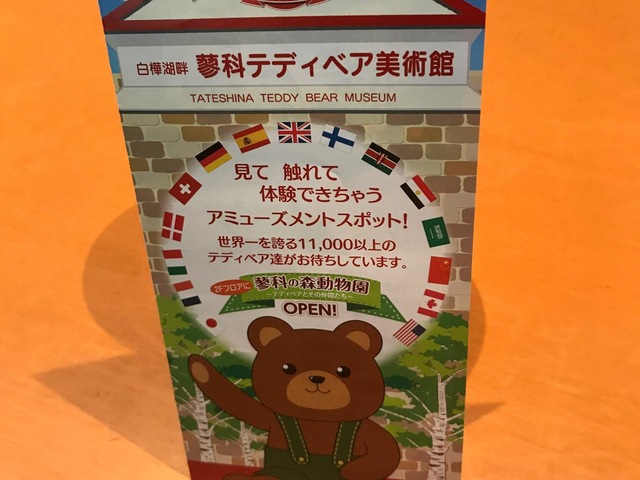 白樺湖畔 蓼科テディベア美術館
TATESHINA TEDDY BEAR MUSEUM
見て 触れて
体験できちゃう
アミューズメントスポット!
世界一を誇る11,000以上の
テディベア達がお待ちしています。
2Fフロアに 蓼科の森動物園
~テディベアとその仲間たち~
OPEN!